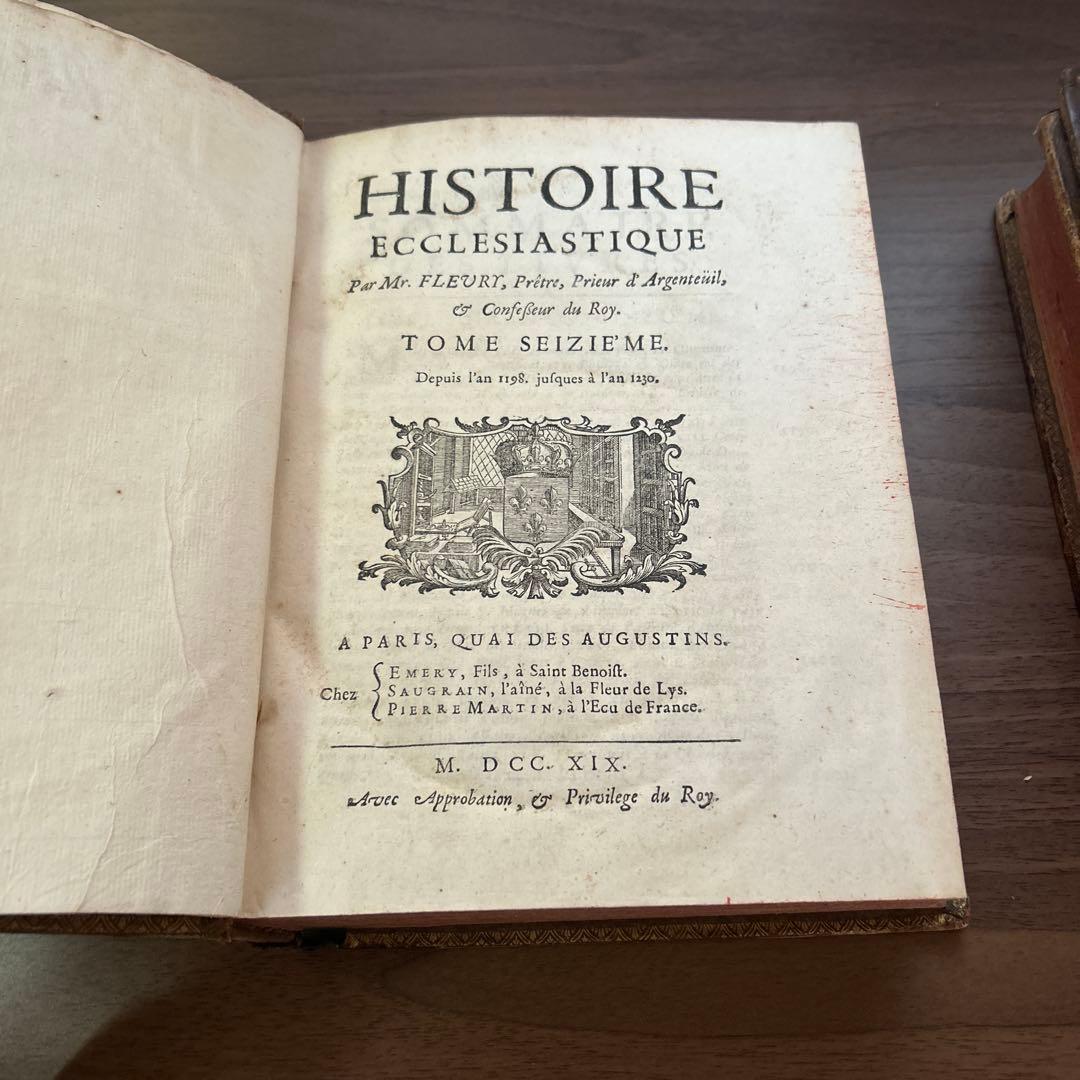 HISTOIRE
ECCLESIASTIQUE
Par Mr. FLEURY, Prêtre, Prieur d'Argenteüil,
& Confeßeur du Roy.
TOME SEIZIE'ME.
Depuis l'an 1198. juſques à l'an 1230.
A PARIS, QUAI DES AUGUSTINS.
Chez { EMERY, Fils, à Saint Benoiſt.
SAUGRAIN, l'aîné, à la Fleur de Lys.
PIERRE MARTIN, à l'Ecu de France.
M. DCC. XIX.
Avec Approbation, & Privilege du Roy.